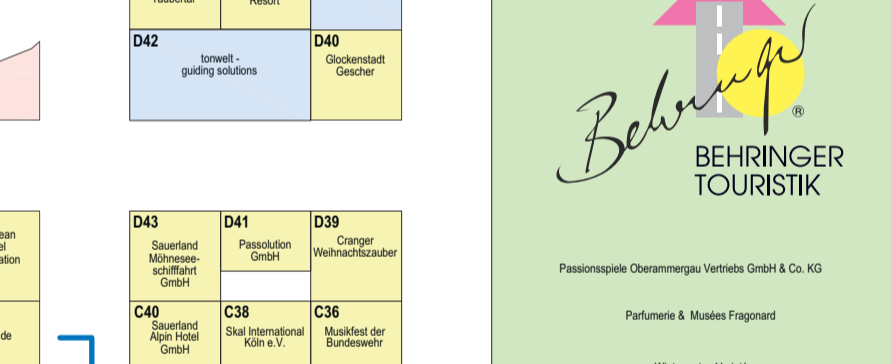 Resort
D42
tonwelt -
guiding solutions
D40
Glockenstadt
Gescher
D43
Sauerland
Möhnesee-
schifffahrt
GmbH
D41
Passolution
GmbH
D39
Cranger
Weihnachtszauber
C40
Sauerland
Alpin Hotel
GmbH
C38
Skal International
Köln e.V.
C36
Musikfest der
Bundeswehr
de
Behringer
®
BEHRINGER
TOURISTIK
Passionsspiele Oberammergau Vertriebs GmbH & Co. KG
Parfumerie & Musées Fragonard